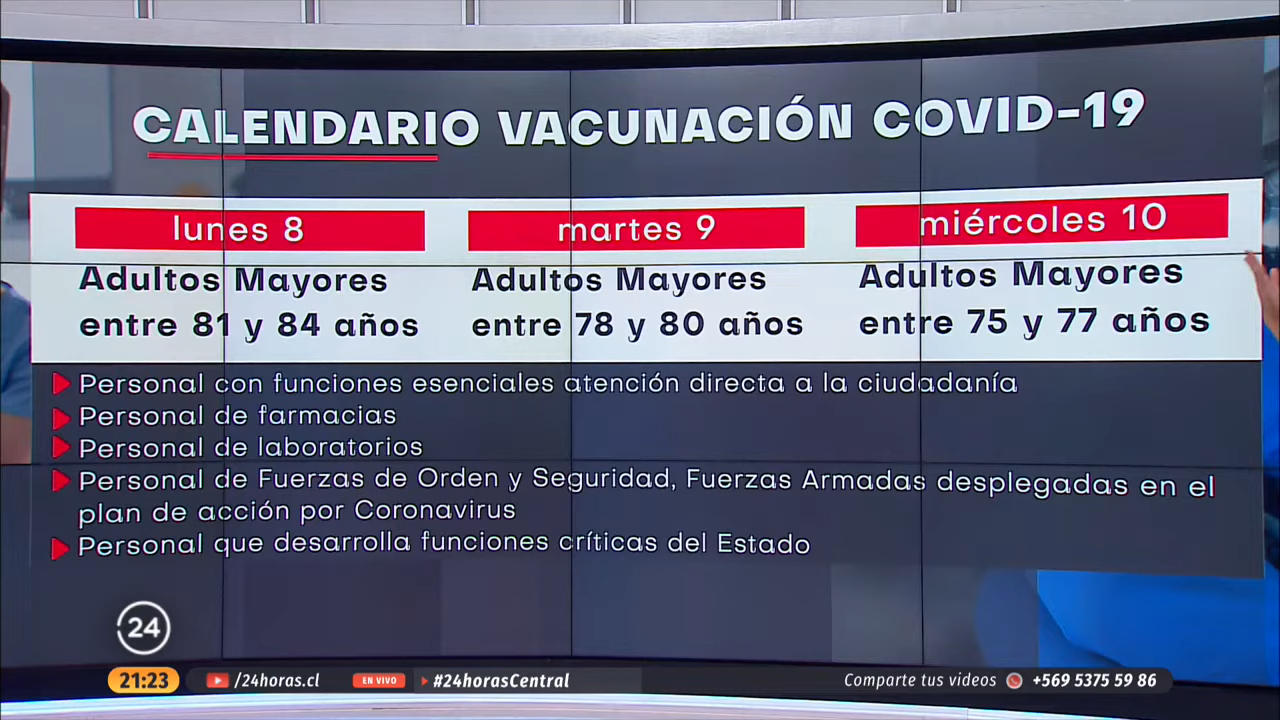 CALENDARIO VACUNACIÓN COVID-19
lunes 8
martes 9
miércoles 10
Adultos Mayores
entre 81 y 84 años
Adultos Mayores
entre 78 y 80 años
Adultos Mayores
entre 75 y 77 años
Personal con funciones esenciales atención directa a la ciudadanía
Personal de farmacias
Personal de laboratorios
Personal de Fuerzas de Orden y Seguridad, Fuerzas Armadas desplegadas en el
plan de acción por Coronavirus
Personal que desarrolla funciones críticas del Estado
24
21:23
/24horas.cl
EN VIVO
#24horasCentral
Comparte tus videos
+569 5375 59 86